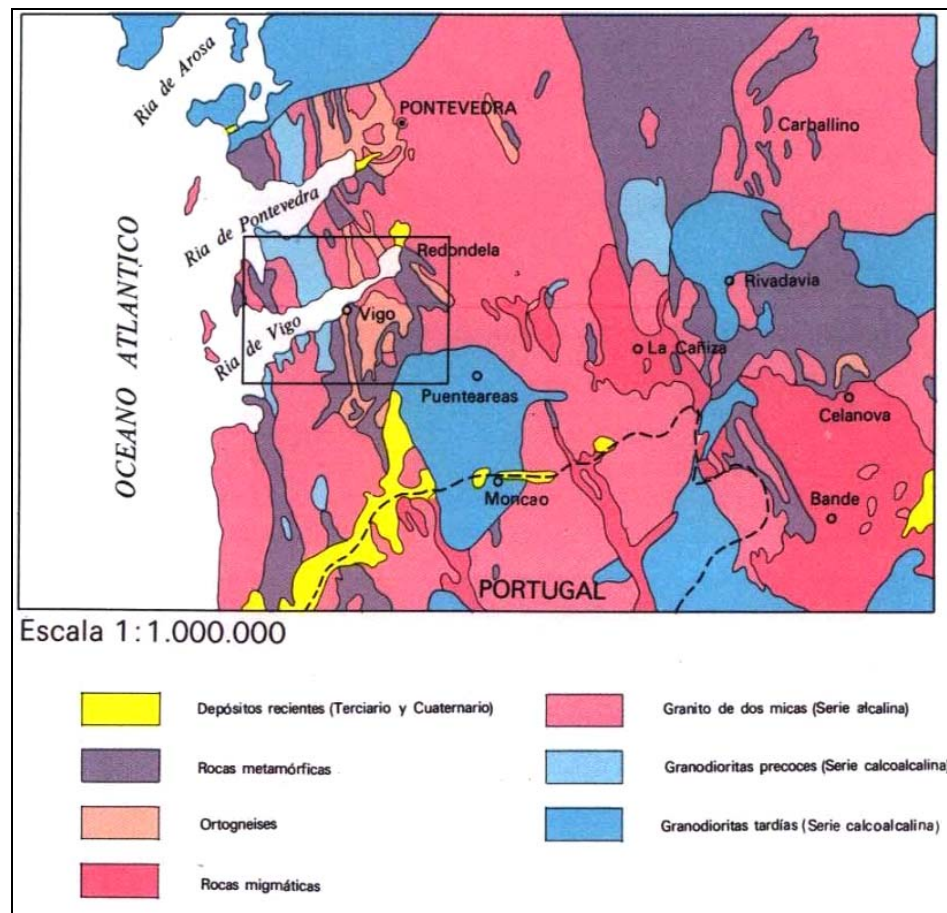 Ria de Arosa
PONTEVEDRA
Carballino
Ria de Pontevedra
Redondela
Rivadavia
OCEANO ATLANTICO
Ria de Vigo
Vigo
La Cañiza
Puenteareas
Celanova
Moncao
Bande
PORTUGAL
Escala 1:1.000.000
Depósitos recientes (Terciario y Cuaternario)
Granito de dos micas (Serie alcalina)
Rocas metamórficas
Granodioritas precoces (Serie calcoalcalina)
Ortogneises
Granodioritas tardías (Serie calcoalcalina)
Rocas migmáticas